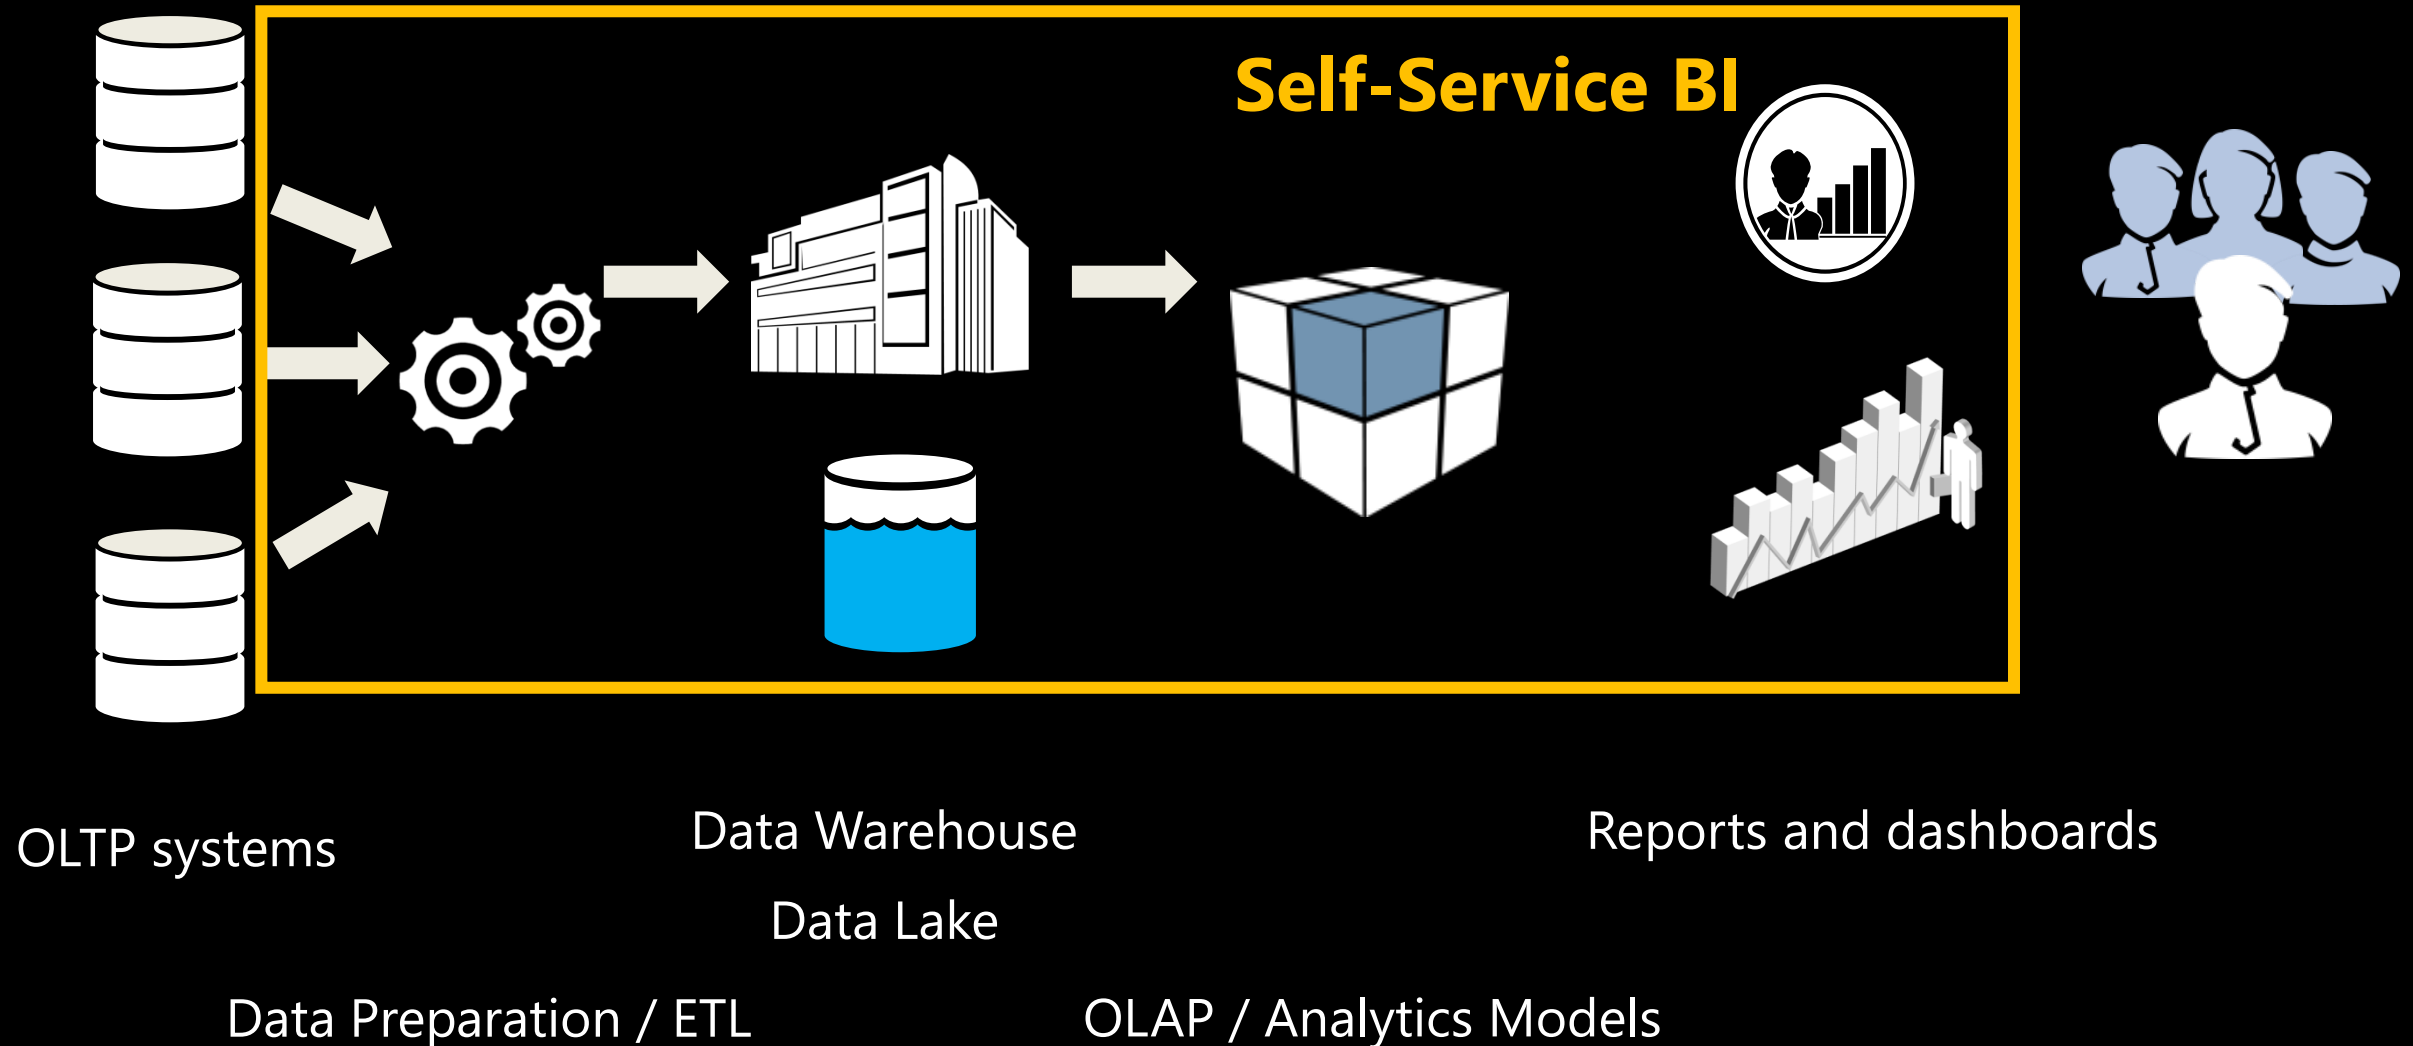 Self-Service BI
OLTP systems
Data Warehouse
Reports and dashboards
Data Lake
Data Preparation / ETL
OLAP / Analytics Models